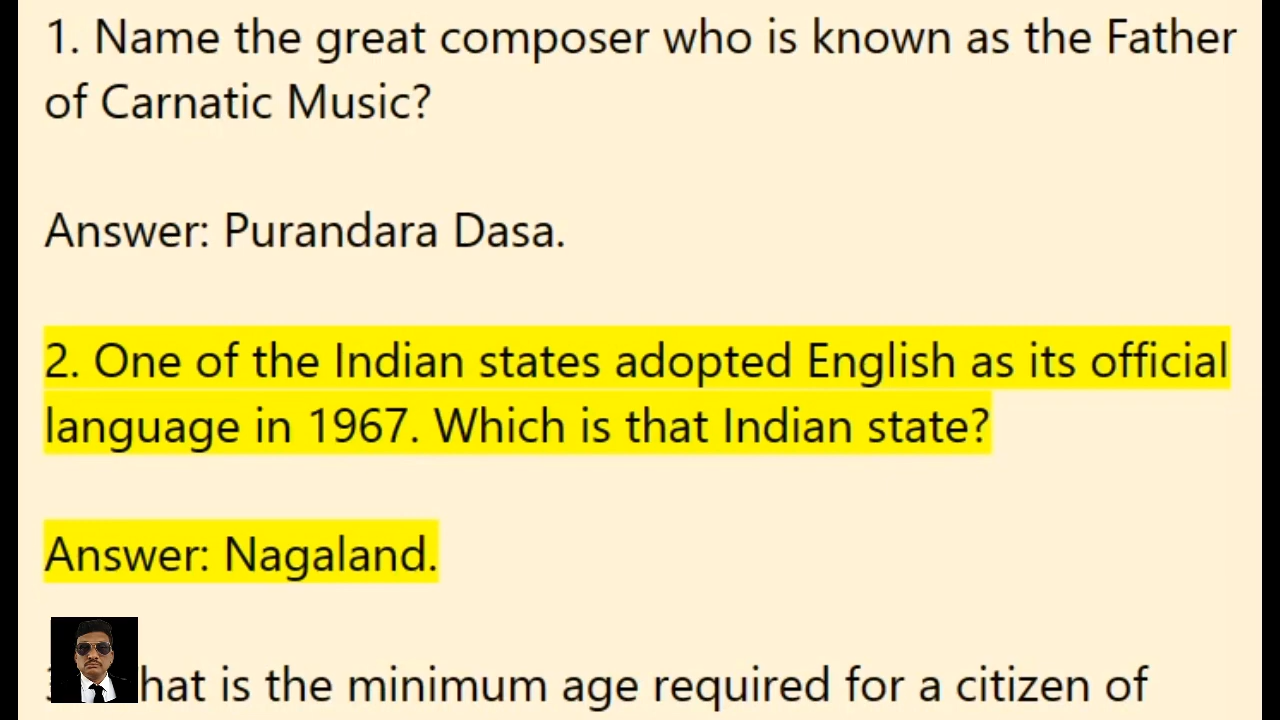 1. Name the great composer who is known as the Father
of Carnatic Music?
Answer: Purandara Dasa.
2. One of the Indian states adopted English as its official
language in 1967. Which is that Indian state?
Answer: Nagaland.
is the minimum age required for a citizen of